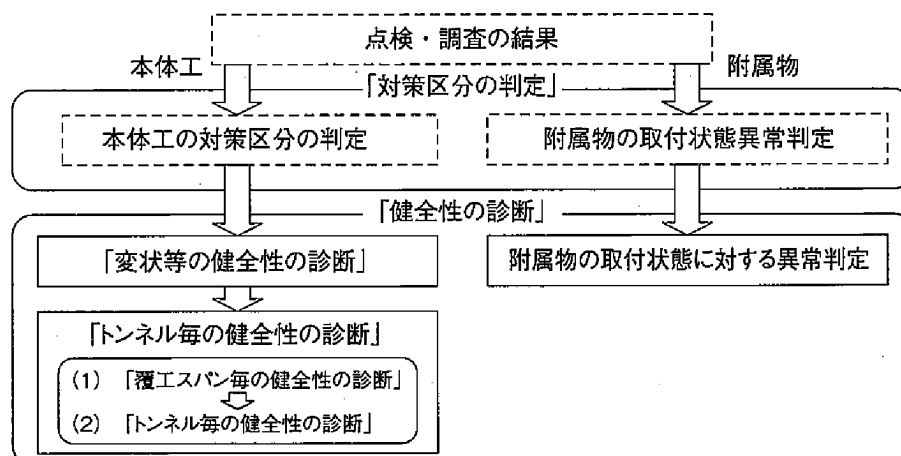 点検・調査の結果
本体工
附属物
「対策区分の判定」
本体工の対策区分の判定
附属物の取付状態異常判定
「健全性の診断」
「変状等の健全性の診断」
附属物の取付状態に対する異常判定
「トンネル毎の健全性の診断」
(1) 「覆工スパン毎の健全性の診断」
(2) 「トンネル毎の健全性の診断」